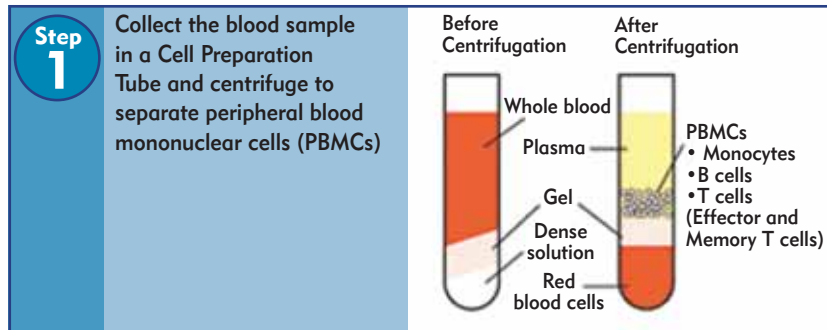 Step
1
Collect the blood sample
in a Cell Preparation
Tube and centrifuge to
separate peripheral blood
mononuclear cells (PBMCs)
Before
Centrifugation
After
Centrifugation
Whole blood
Plasma
Gel
Dense
solution
Red
blood cells
PBMCs
• Monocytes
•B cells
•T cells
(Effector and
Memory T cells)